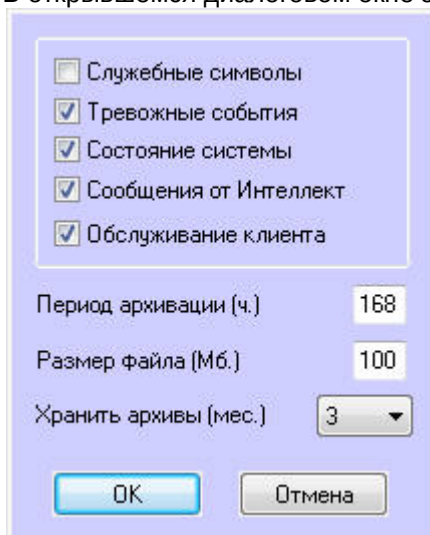 В открывшемся диалоговом окне
Служебные символы
Тревожные события
Состояние системы
Сообщения от Интеллект
Обслуживание клиента
Период архивации (ч.) 168
Размер файла (Мб.) 100
Хранить архивы (мес.) 3
OK Отмена